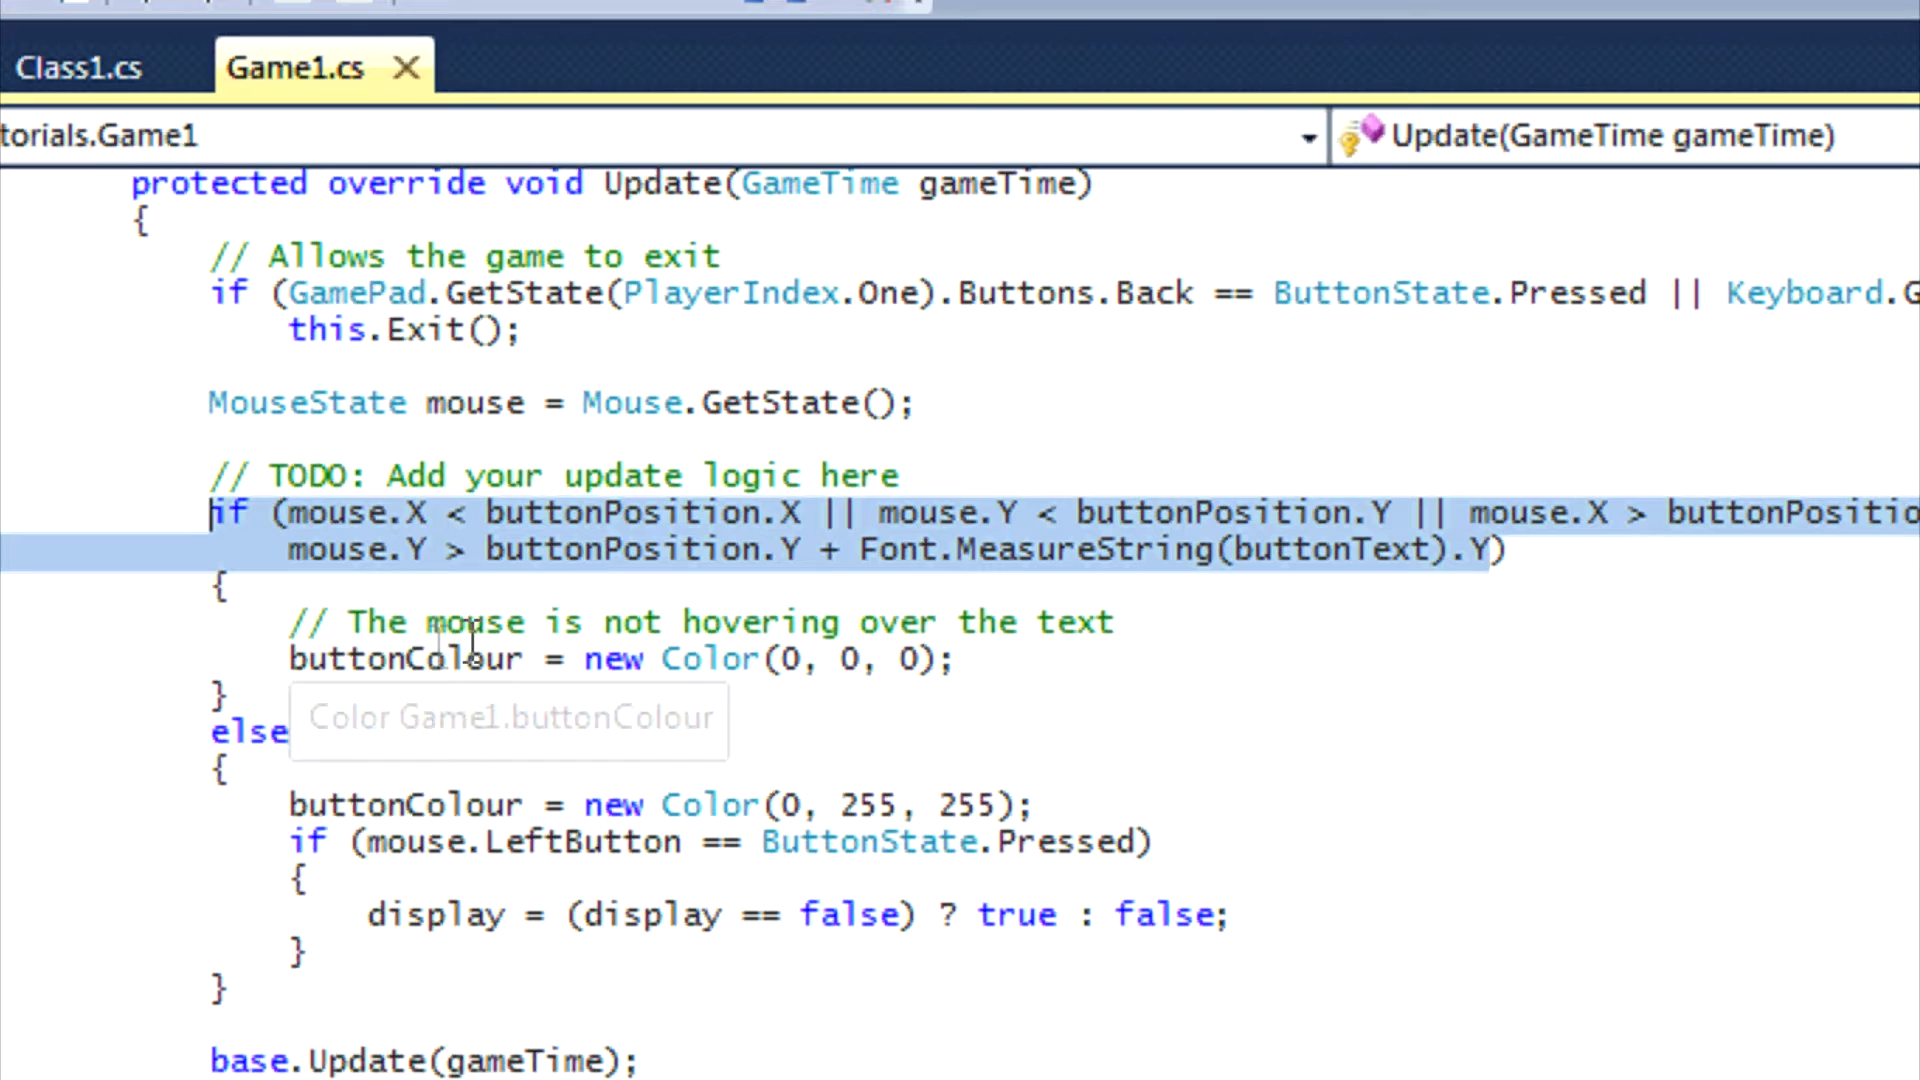 Class1.cs
Game1.cs
torials.Game1
Update(GameTime gameTime)
protected override void Update(GameTime gameTime)
{
// Allows the game to exit
if (GamePad.GetState(PlayerIndex.One).Buttons.Back == ButtonState.Pressed || Keyboard.G
this.Exit();
MouseState mouse = Mouse.GetState();
// TODO: Add your update logic here
if (mouse.X < buttonPosition.X || mouse.Y < buttonPosition.Y || mouse.X > buttonPositio
mouse.Y > buttonPosition.Y + Font.MeasureString(buttonText).Y)
{
// The mouse is not hovering over the text
buttonColour = new Color(0, 0, 0);
}
Color Game1.buttonColour
else
{
buttonColour = new Color(0, 255, 255);
if (mouse.LeftButton == ButtonState.Pressed)
{
display = (display == false) ? true : false;
}
}
base.Update(gameTime);